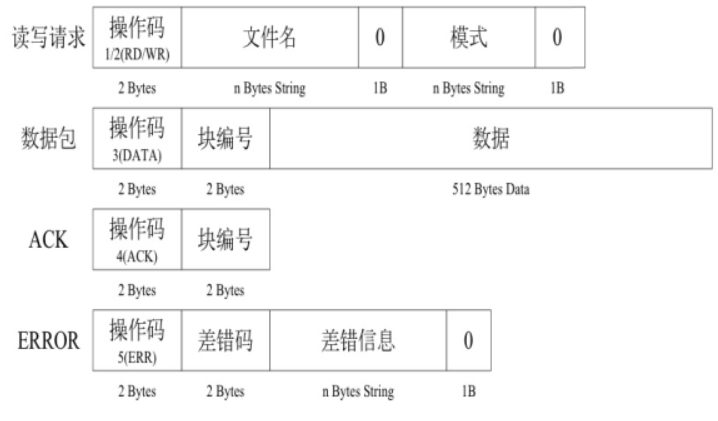 读写请求 操作码 文件名 0 模式 0
1/2(RD/WR)
2 Bytes n Bytes String 1B n Bytes String 1B
数据包 操作码 块编号 数据
3(DATA)
2 Bytes 2 Bytes 512 Bytes Data
ACK 操作码 块编号
4(ACK)
2 Bytes 2 Bytes
ERROR 操作码 差错码 差错信息 0
5(ERR)
2 Bytes 2 Bytes n Bytes String 1B